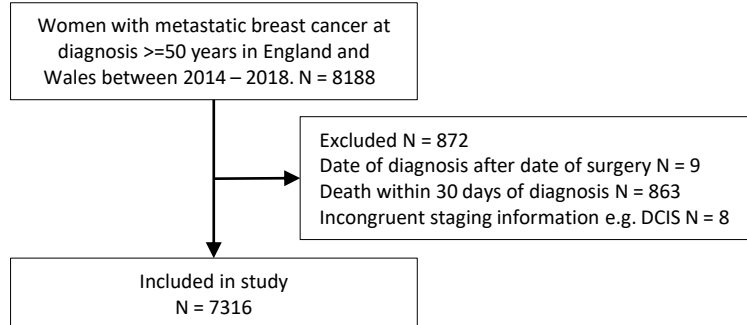 Women with metastatic breast cancer at
diagnosis >=50 years in England and
Wales between 2014 – 2018. N = 8188
Excluded N = 872
Date of diagnosis after date of surgery N = 9
Death within 30 days of diagnosis N = 863
Incongruent staging information e.g. DCIS N = 8
Included in study
N = 7316